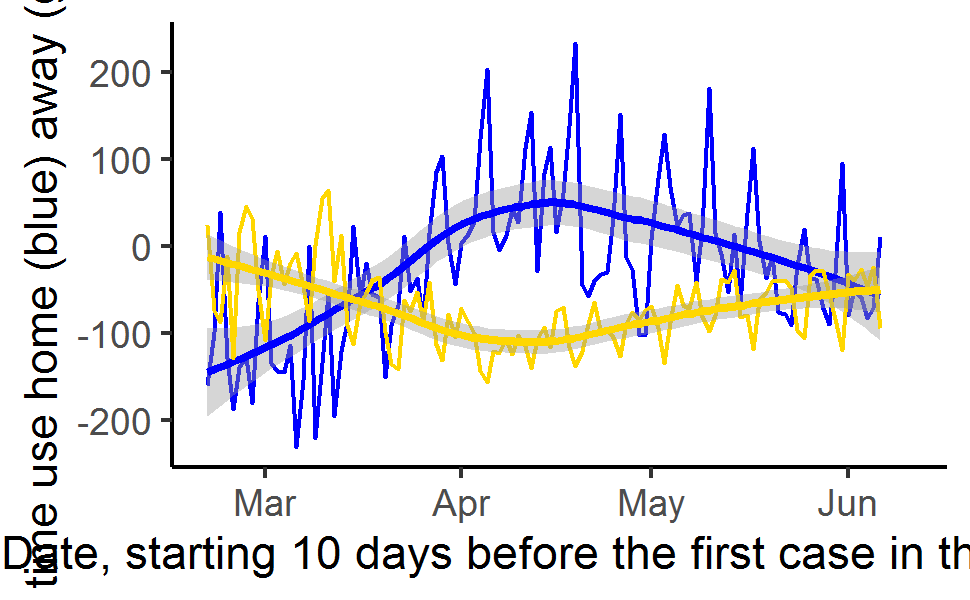 time use home (blue) away (
200
100
0
-100
-200
Mar Apr May Jun
Date, starting 10 days before the first case in th